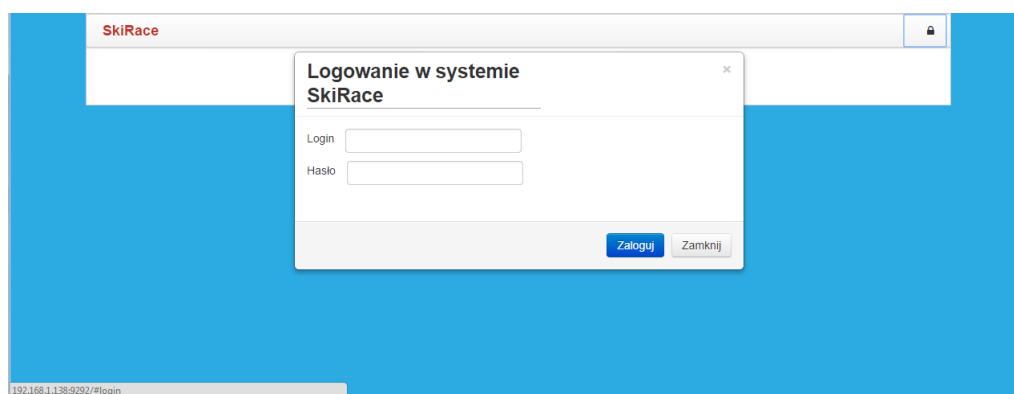 SkiRace
Logowanie w systemie
SkiRace
×
Login
Hasło
Zaloguj
Zamknij
192.168.1.138:9292/#login